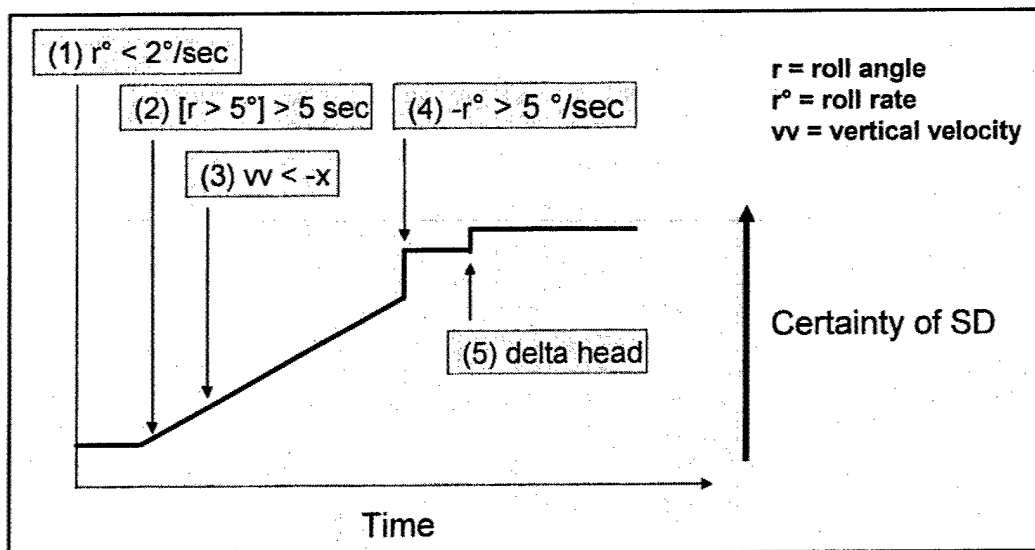 (1) r° < 2°/sec
(2) [r > 5°] > 5 sec
(3) vv < -x
(4) -r° > 5 °/sec
r = roll angle
r° = roll rate
vv = vertical velocity
(5) delta head
Certainty of SD
Time